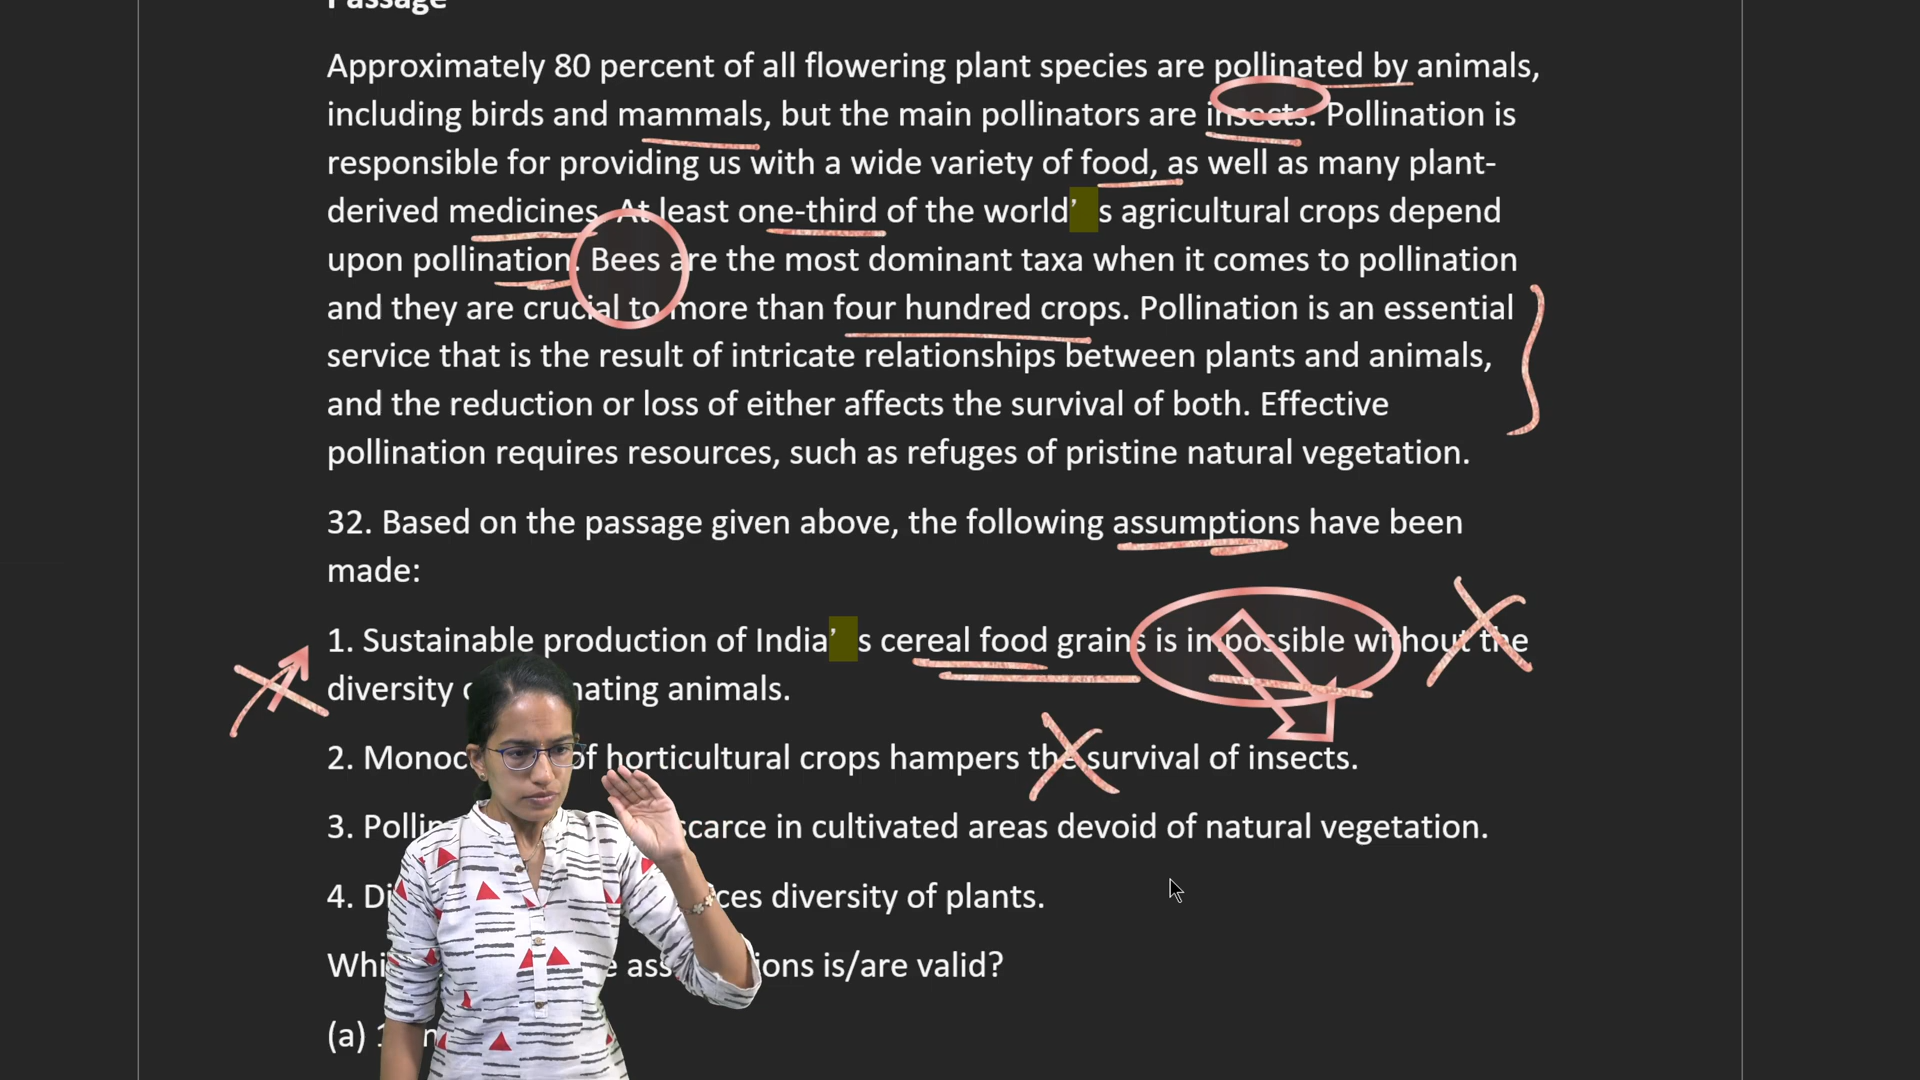 Passage
Approximately 80 percent of all flowering plant species are pollinated by animals,
including birds and mammals, but the main pollinators are insects. Pollination is
responsible for providing us with a wide variety of food, as well as many plant-
derived medicines. At least one-third of the world’ s agricultural crops depend
upon pollination. Bees are the most dominant taxa when it comes to pollination
and they are crucial to more than four hundred crops. Pollination is an essential
service that is the result of intricate relationships between plants and animals,
and the reduction or loss of either affects the survival of both. Effective
pollination requires resources, such as refuges of pristine natural vegetation.
32. Based on the passage given above, the following assumptions have been
made:
1. Sustainable production of India’ s cereal food grains is impossible without the
diversity animals.
2. of horticultural crops hampers the survival of insects.
3. scarce in cultivated areas devoid of natural vegetation.
4. diversity of plants.
is/are valid?
(a)